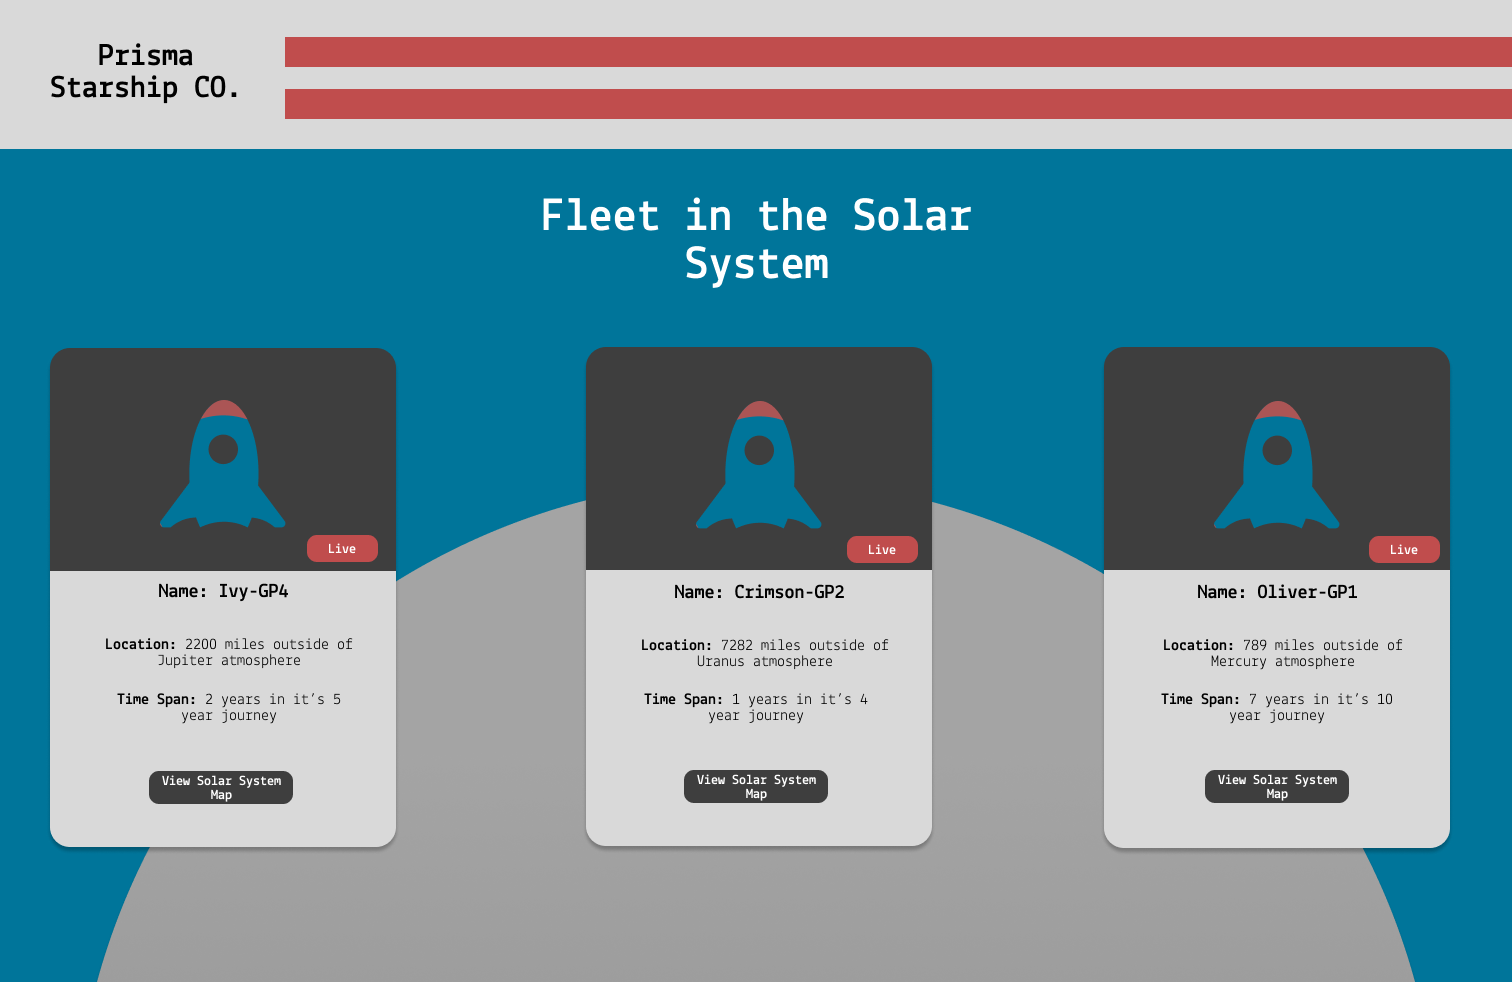 Prisma
Starship CO.
Fleet in the Solar
System
Live
Name: Ivy-GP4
Location: 2200 miles outside of
Jupiter atmosphere
Time Span: 2 years in it’s 5
year journey
View Solar System
Map
Live
Name: Crimson-GP2
Location: 7282 miles outside of
Uranus atmosphere
Time Span: 1 years in it’s 4
year journey
View Solar System
Map
Live
Name: Oliver-GP1
Location: 789 miles outside of
Mercury atmosphere
Time Span: 7 years in it’s 10
year journey
View Solar System
Map